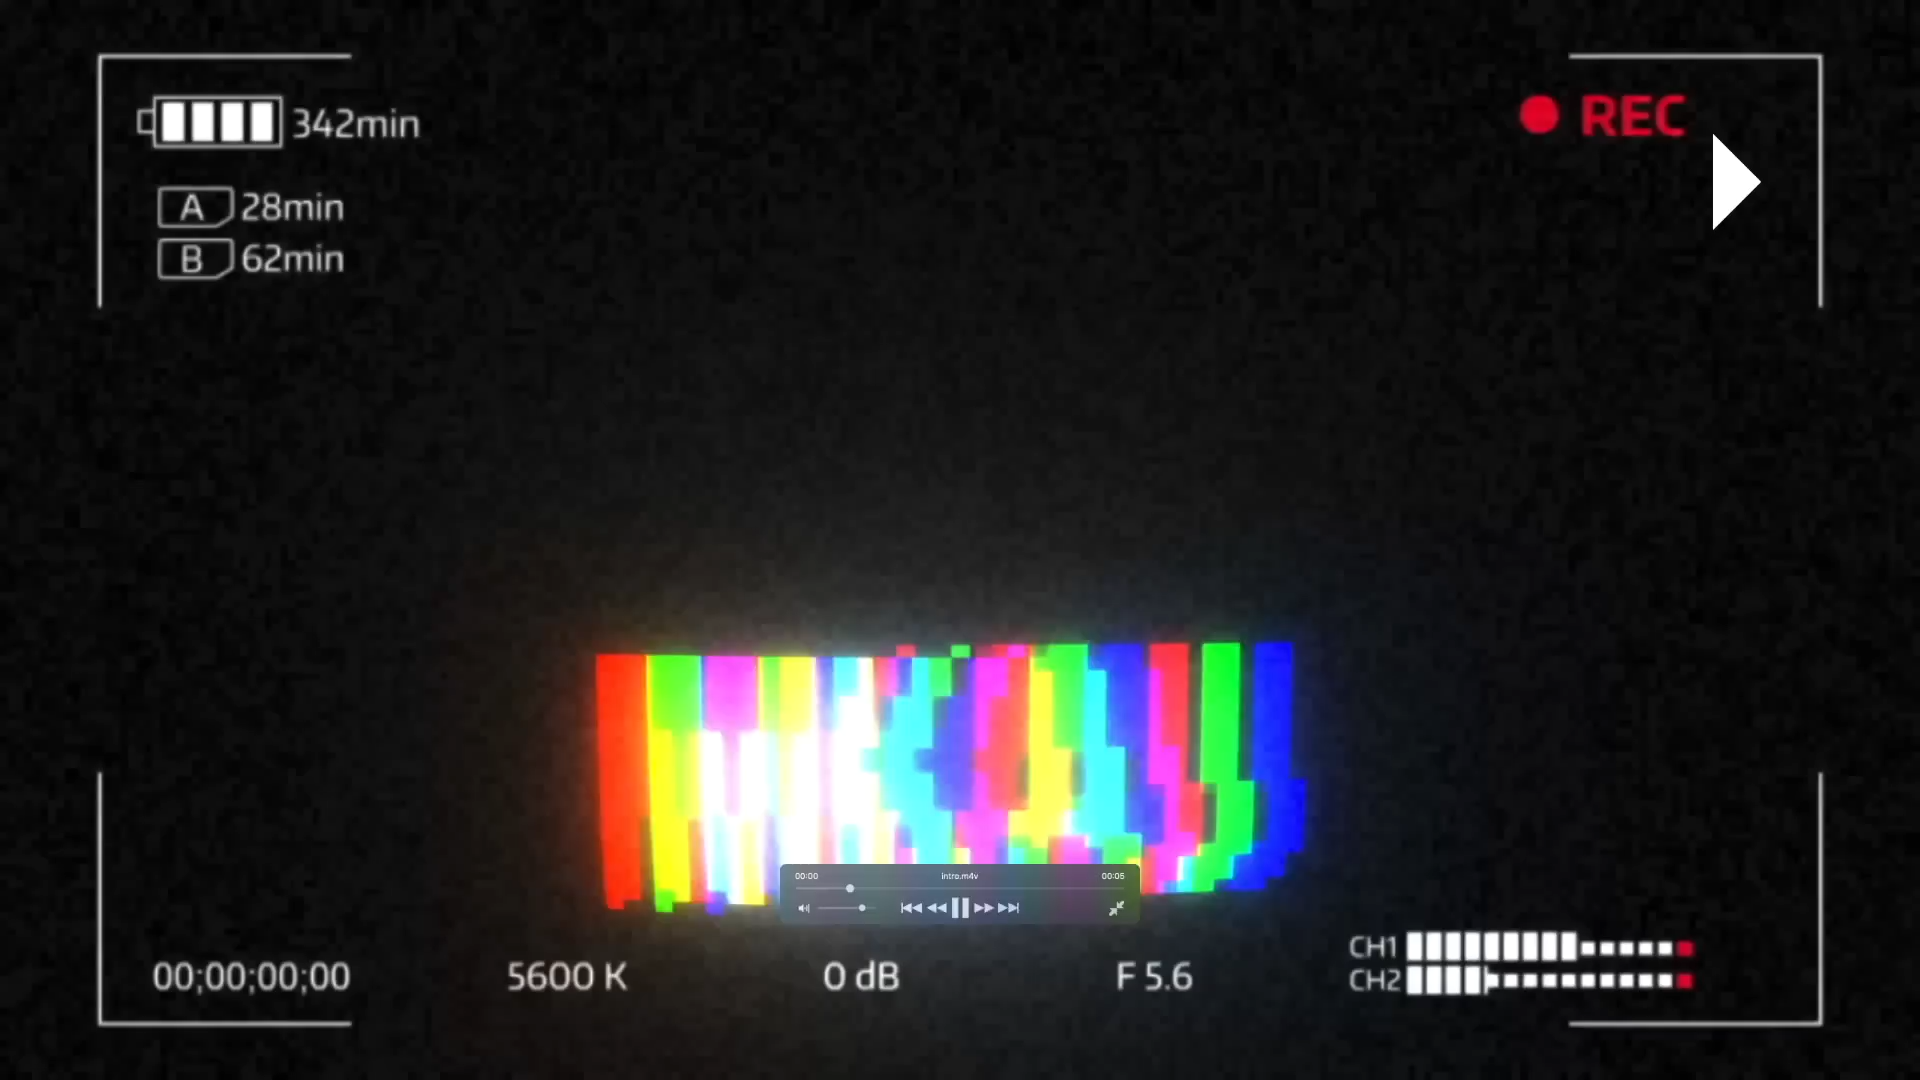 342min
REC
A 28min
B 62min
00:00 intro.m4v 00:05
00;00;00;00 5600 K 0 dB F 5.6
CH1
CH2